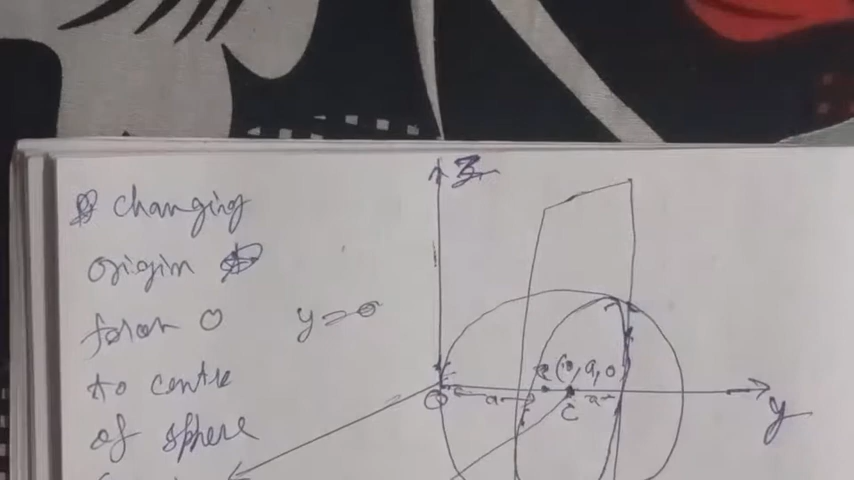 changing
origin
from O
to centre
of sphere
y=0
Z
(0,a,0
O
a
C
a
y